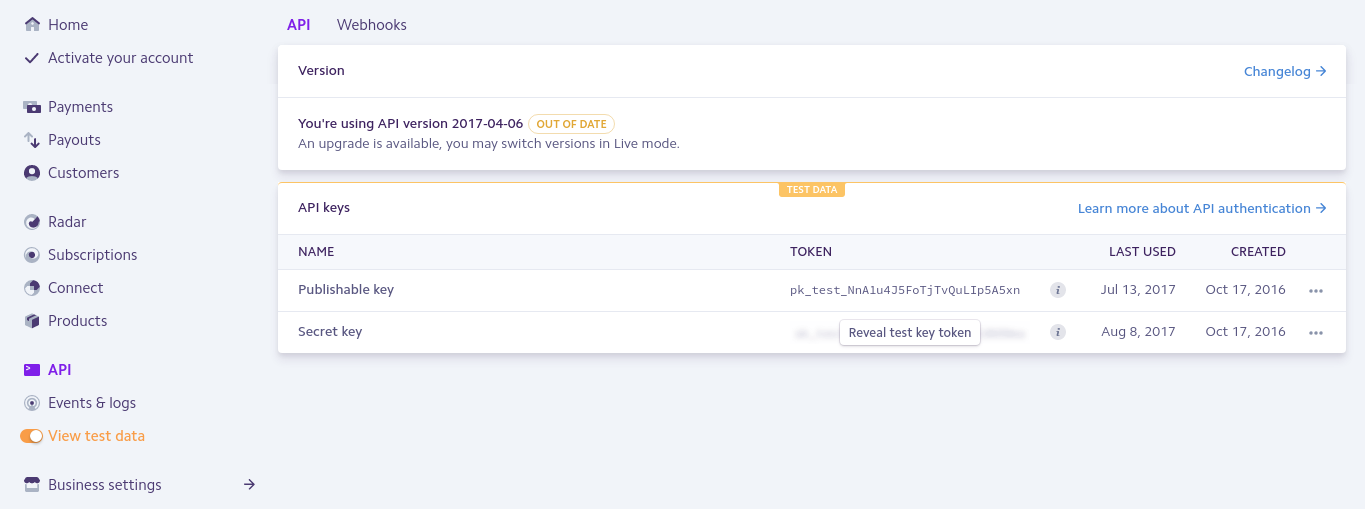 Home
Activate your account
Payments
Payouts
Customers
Radar
Subscriptions
Connect
Products
API
Events & logs
View test data
Business settings
API Webhooks
Version Changelog
You're using API version 2017-04-06 OUT OF DATE
An upgrade is available, you may switch versions in Live mode.
TEST DATA
API keys Learn more about API authentication
NAME TOKEN LAST USED CREATED
Publishable key pk_test_NnA1u4J5FoTjTvQuLIp5A5xn Jul 13, 2017 Oct 17, 2016
Secret key Reveal test key token Aug 8, 2017 Oct 17, 2016